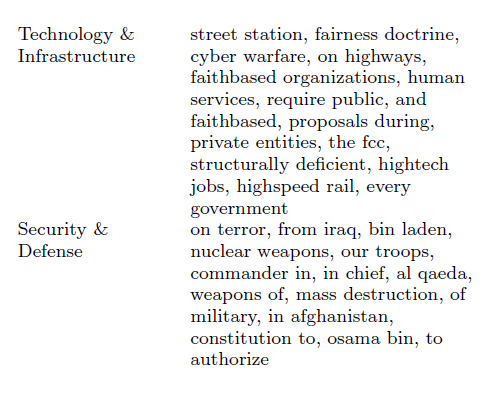 Technology & street station, fairness doctrine,
Infrastructure cyber warfare, on highways,
faithbased organizations, human
services, require public, and
faithbased, proposals during,
private entities, the fcc,
structurally deficient, hightech
jobs, highspeed rail, every
government
Security & on terror, from iraq, bin laden,
Defense nuclear weapons, our troops,
commander in, in chief, al qaeda,
weapons of, mass destruction, of
military, in afghanistan,
constitution to, osama bin, to
authorize